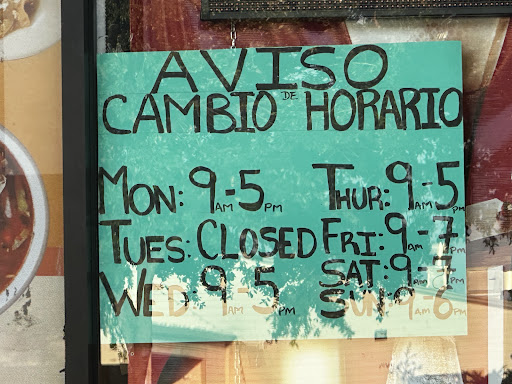 AVISO
CAMBIO DE HORARIO
MON: 9AM-5PM
TUES: CLOSED
WED: 9AM-5PM
THUR: 9AM-5PM
FRI: 9am-7PM
SAT: 9am-7PM
SUN: 9AM-6PM